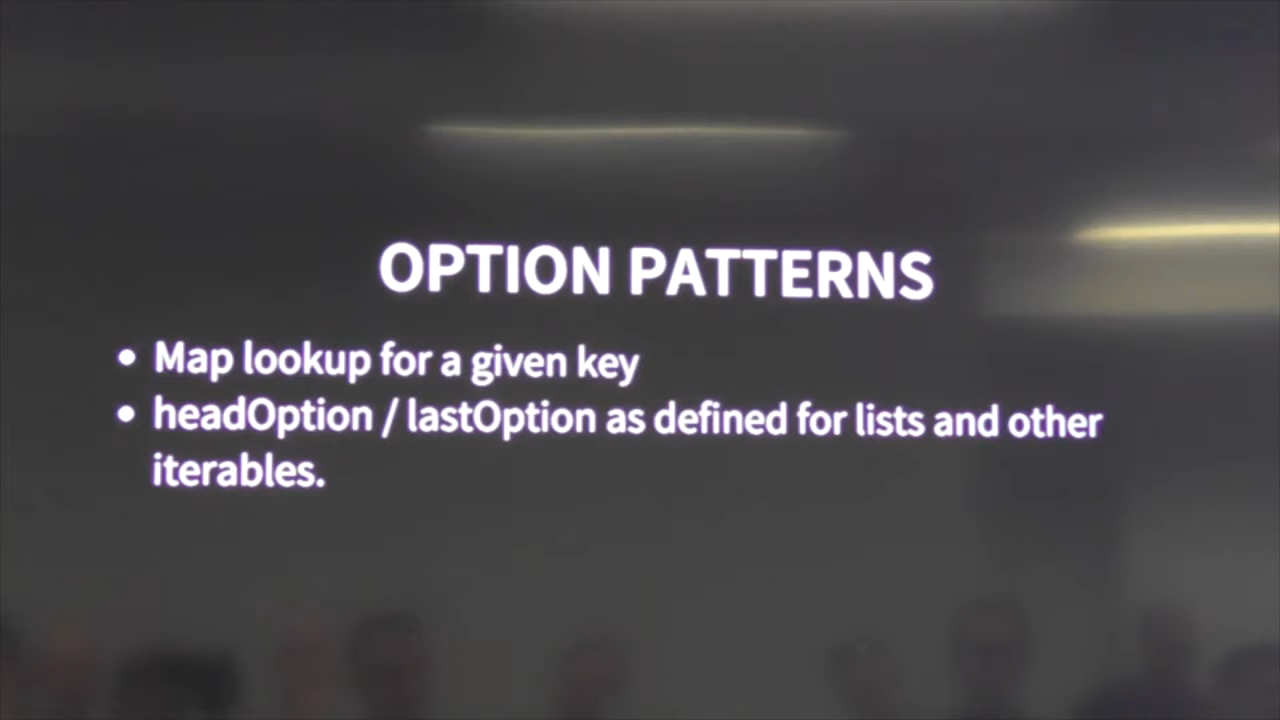 OPTION PATTERNS
• Map lookup for a given key
• headOption / lastOption as defined for lists and other
iterables.